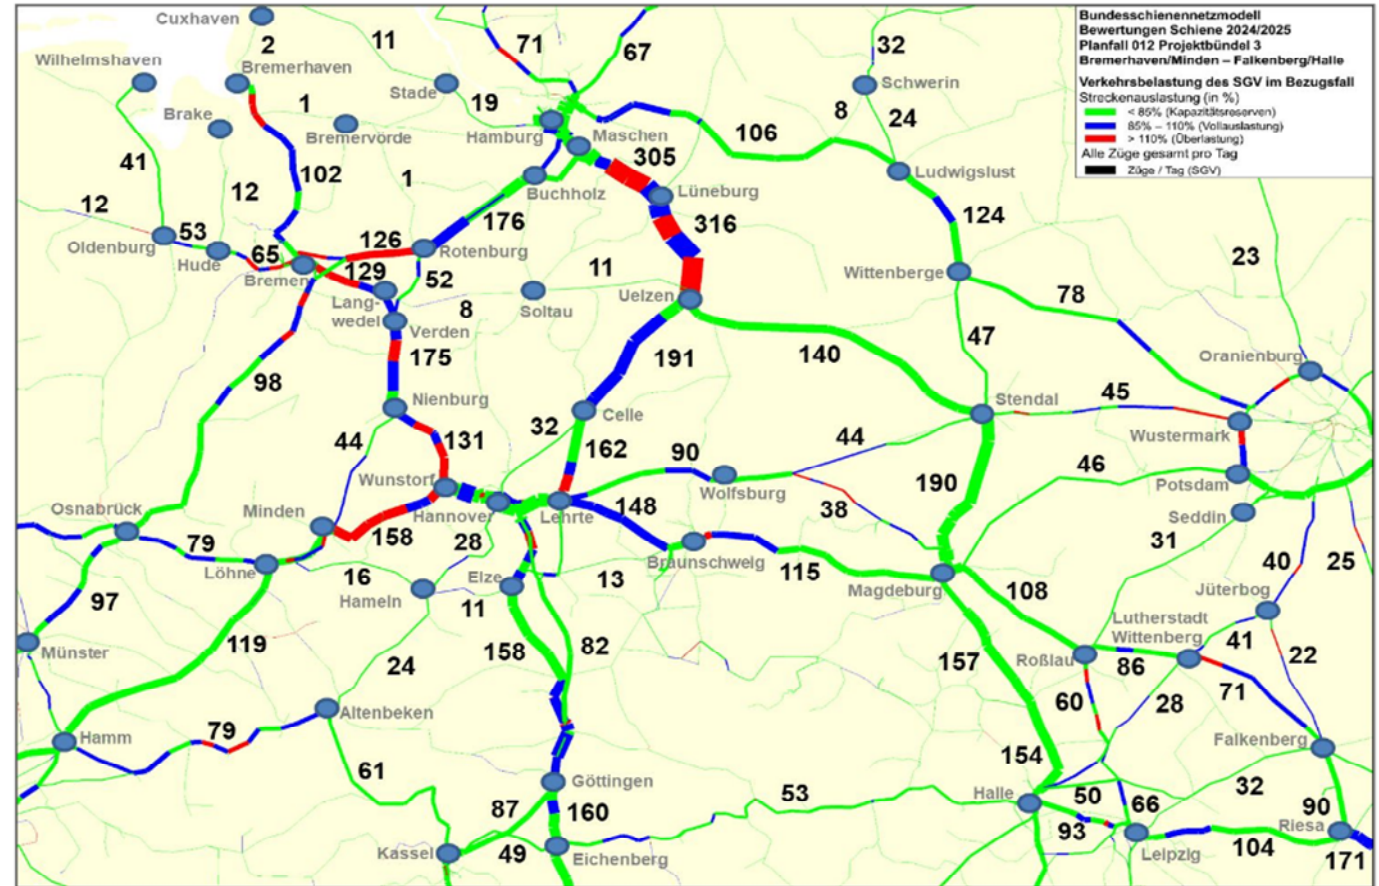 Bundesschienennetzmodell
Bewertungen Schiene 2024/2025
Planfall 012 Projektbündel 3
Bremerhaven/Minden – Falkenberg/Halle
Verkehrsbelastung des SGV im Bezugsfall
Streckenauslastung (in %)
< 85% (Kapazitätsreserven)
85% – 110% (Vollauslastung)
> 110% (Überlastung)
Alle Züge gesamt pro Tag
Züge / Tag (SGV)
Cuxhaven
2
11
71
67
32
Wilhelmshaven
Bremerhaven
Schwerin
Stade
19
1
8
24
Brake
Bremervörde
Hamburg
Maschen
106
305
41
102
1
Buchholz
Lüneburg
Ludwigslust
12
12
176
316
124
53
126
Oldenburg
Hude
65
Rotenburg
23
Bremen
129
52
11
Wittenberge
Lang-
wedel
8
Soltau
Uelzen
78
Verden
175
191
140
47
Oranienburg
98
Nienburg
Celle
Stendal
45
Wustermark
44
131
32
162
90
44
46
Wunstorf
Wolfsburg
190
Potsdam
Osnabrück
Minden
158
Hannover
Lehrte
148
38
Seddin
79
28
31
Löhne
16
Elze
13
Braunschweig
115
40
25
Hameln
11
Magdeburg
108
Jüterbog
97
Lutherstadt
Wittenberg
41
119
158
82
157
Roßlau
86
22
Münster
24
60
28
71
Altenbeken
79
Hamm
154
Falkenberg
61
Göttingen
53
Halle
50
32
87
160
66
90
93
Riesa
Kassel
49
Eichenberg
Leipzig
104
171